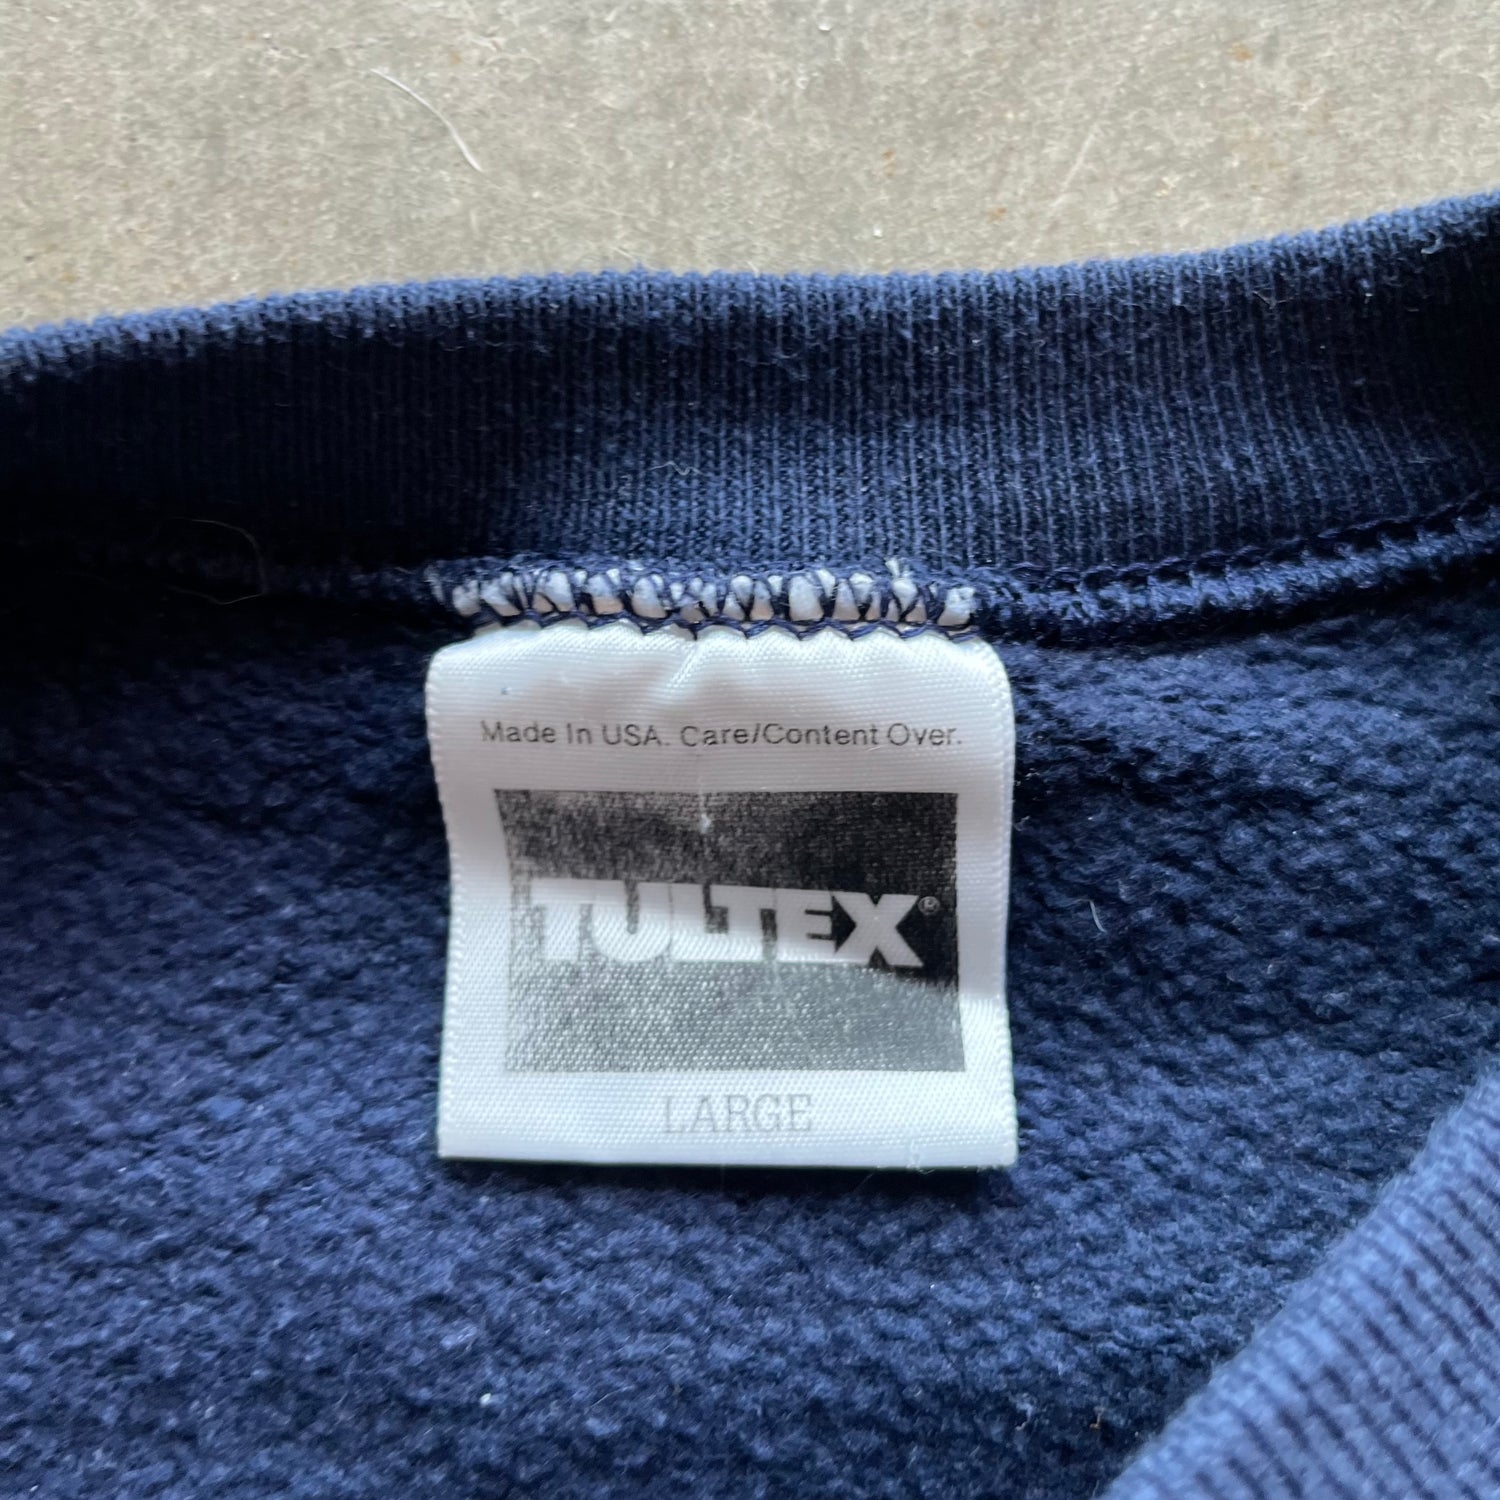 Made In USA. Care/Content Over.
TULTEX®
LARGE